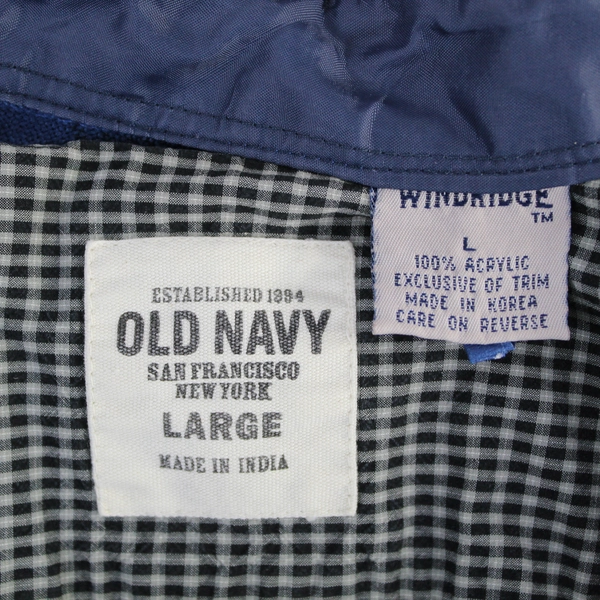 ESTABLISHED 1994
OLD NAVY
SAN FRANCISCO
NEW YORK
LARGE
MADE IN INDIA
WINDRIDGE
TM
L
100% ACRYLIC
EXCLUSIVE OF TRIM
MADE IN KOREA
CARE ON REVERSE